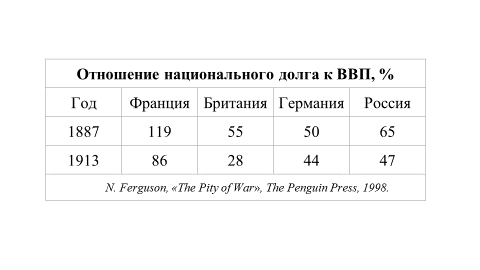 Отношение национального долга к ВВП, %
Год Франция Британия Германия Россия
1887 119 55 50 65
1913 86 28 44 47
N. Ferguson, «The Pity of War», The Penguin Press, 1998.